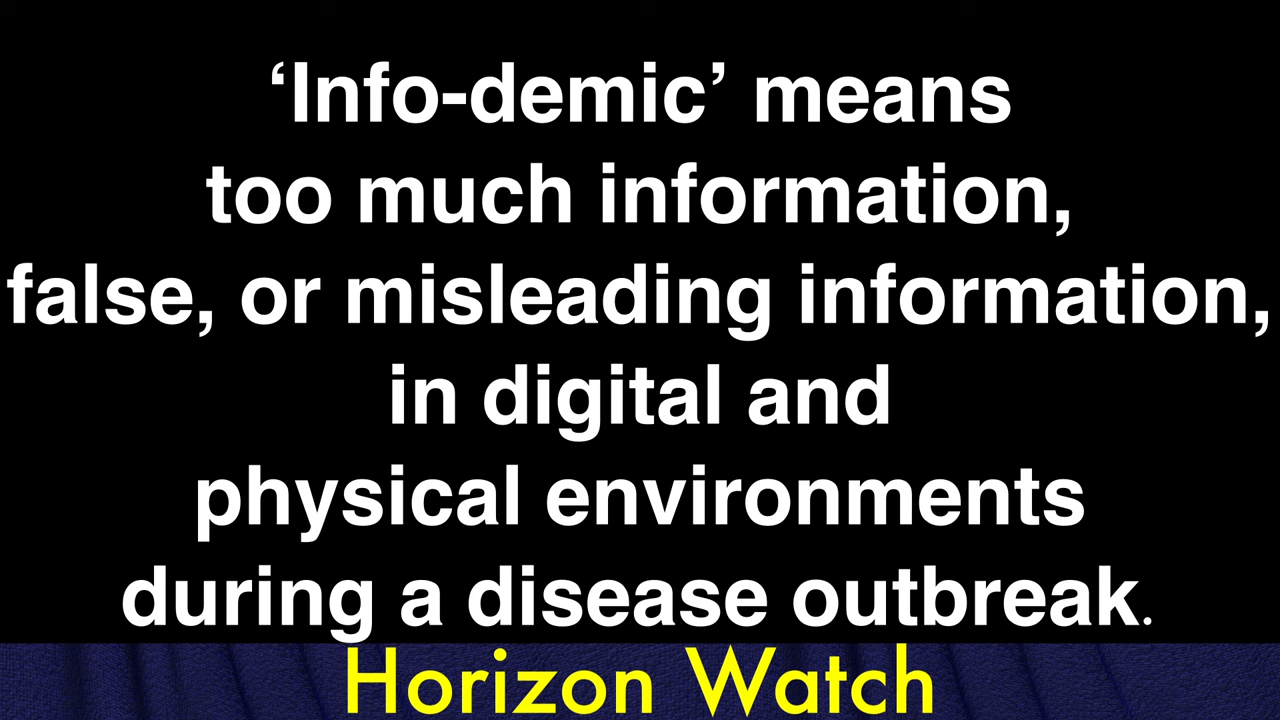 ‘Info-demic’ means
too much information,
false, or misleading information,
in digital and
physical environments
during a disease outbreak.
Horizon Watch